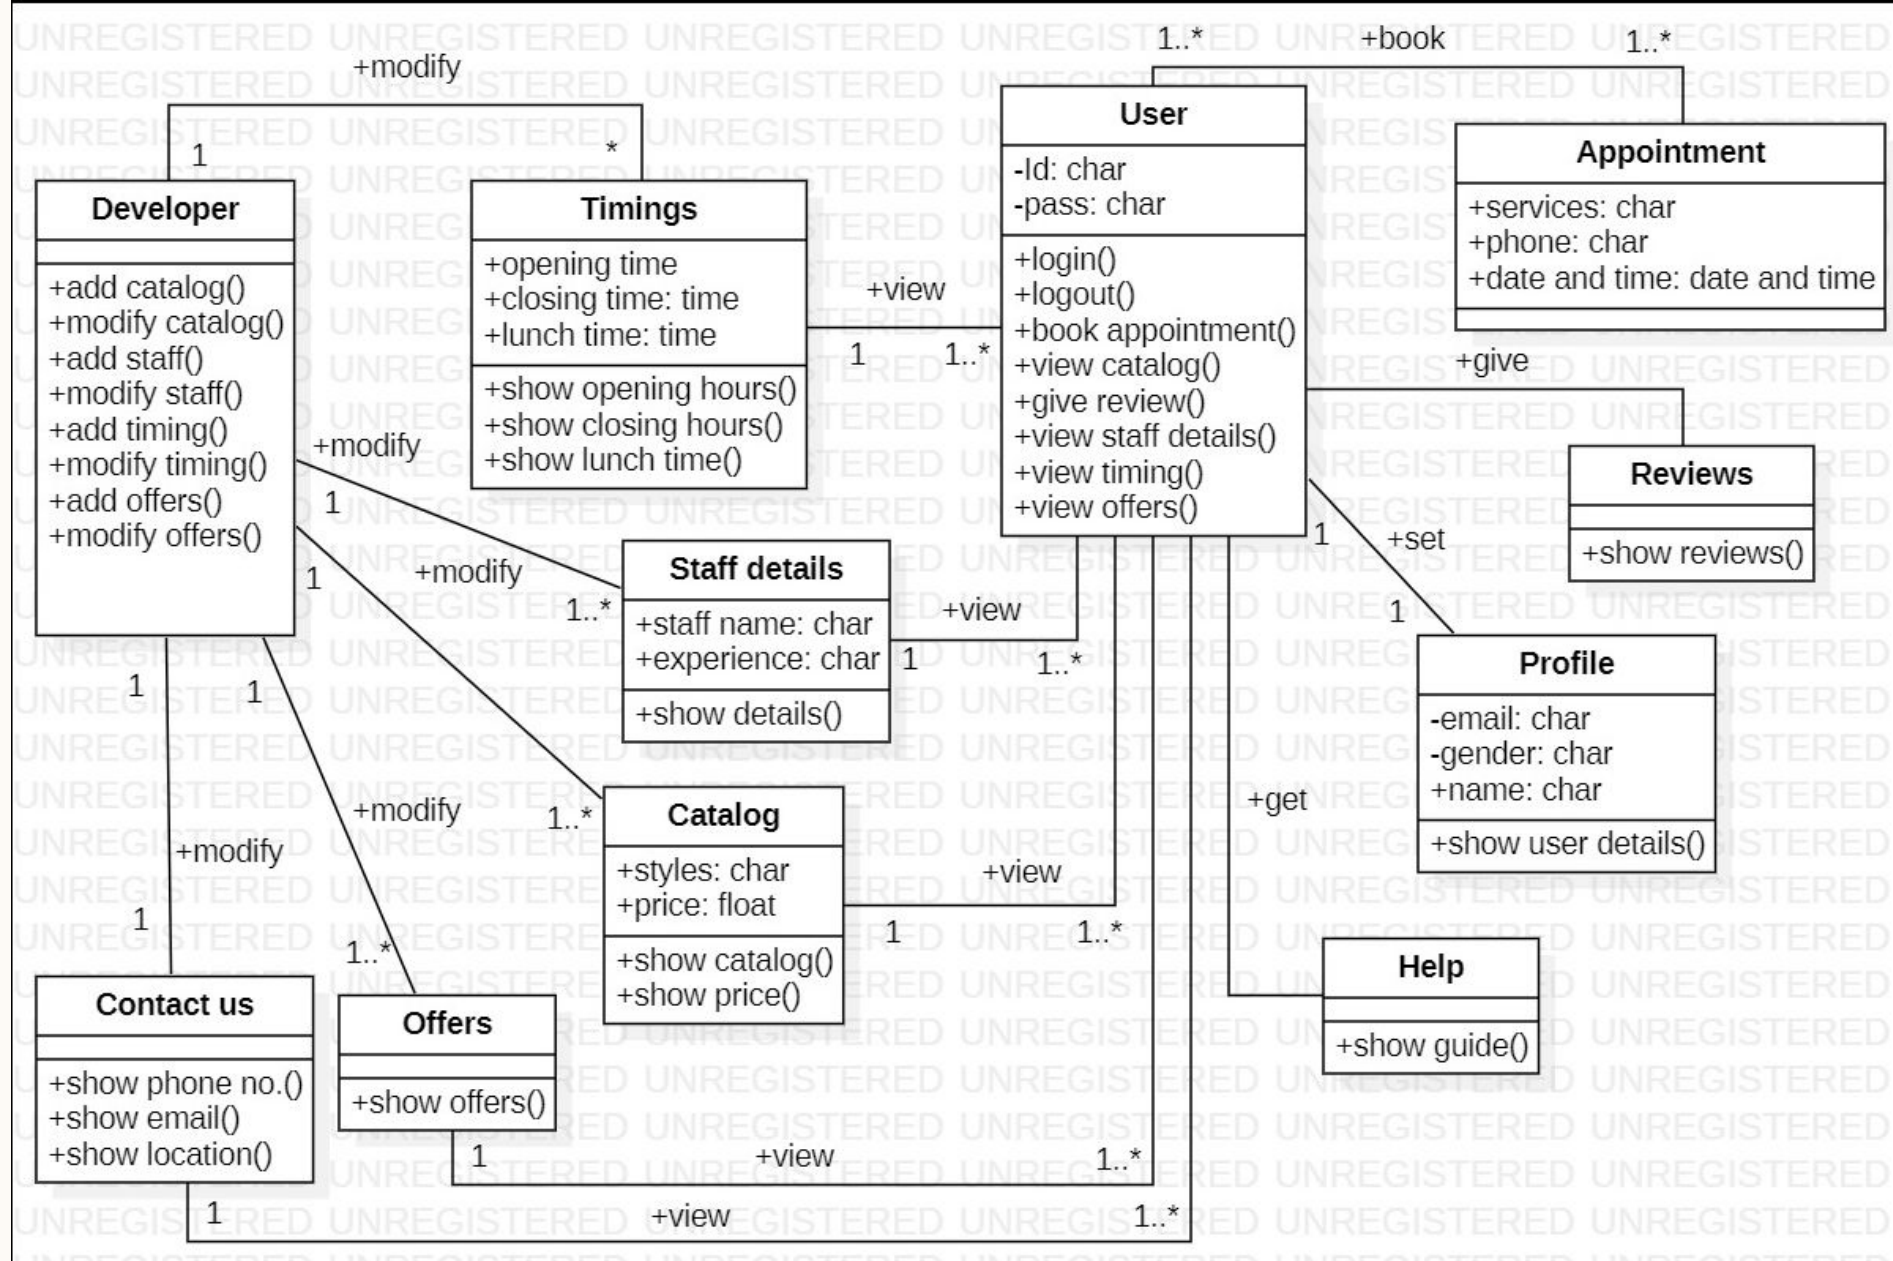 +modify
1
*
Developer
+add catalog()
+modify catalog()
+add staff()
+modify staff()
+add timing()
+modify timing()
+add offers()
+modify offers()
Timings
+opening time
+closing time: time
+lunch time: time
+show opening hours()
+show closing hours()
+show lunch time()
+view
1
1..*
User
-Id: char
-pass: char
+login()
+logout()
+book appointment()
+view catalog()
+give review()
+view staff details()
+view timing()
+view offers()
1..*
+book
1..*
Appointment
+services: char
+phone: char
+date and time: date and time
+give
Reviews
+show reviews()
1
+set
1
Profile
-email: char
-gender: char
+name: char
+show user details()
+modify
1
1..*
Staff details
+staff name: char
+experience: char
+show details()
+view
1
1..*
1
+modify
1..*
Catalog
+styles: char
+price: float
+show catalog()
+show price()
+view
1
1..*
+get
Help
+show guide()
1
+modify
1
Contact us
+show phone no.()
+show email()
+show location()
1
+modify
1..*
Offers
+show offers()
1
+view
1..*
1
+view
1..*
UNREGISTERED UNREGISTERED UNREGISTERED UNREGISTERED UNREGISTERED UNREGISTERED